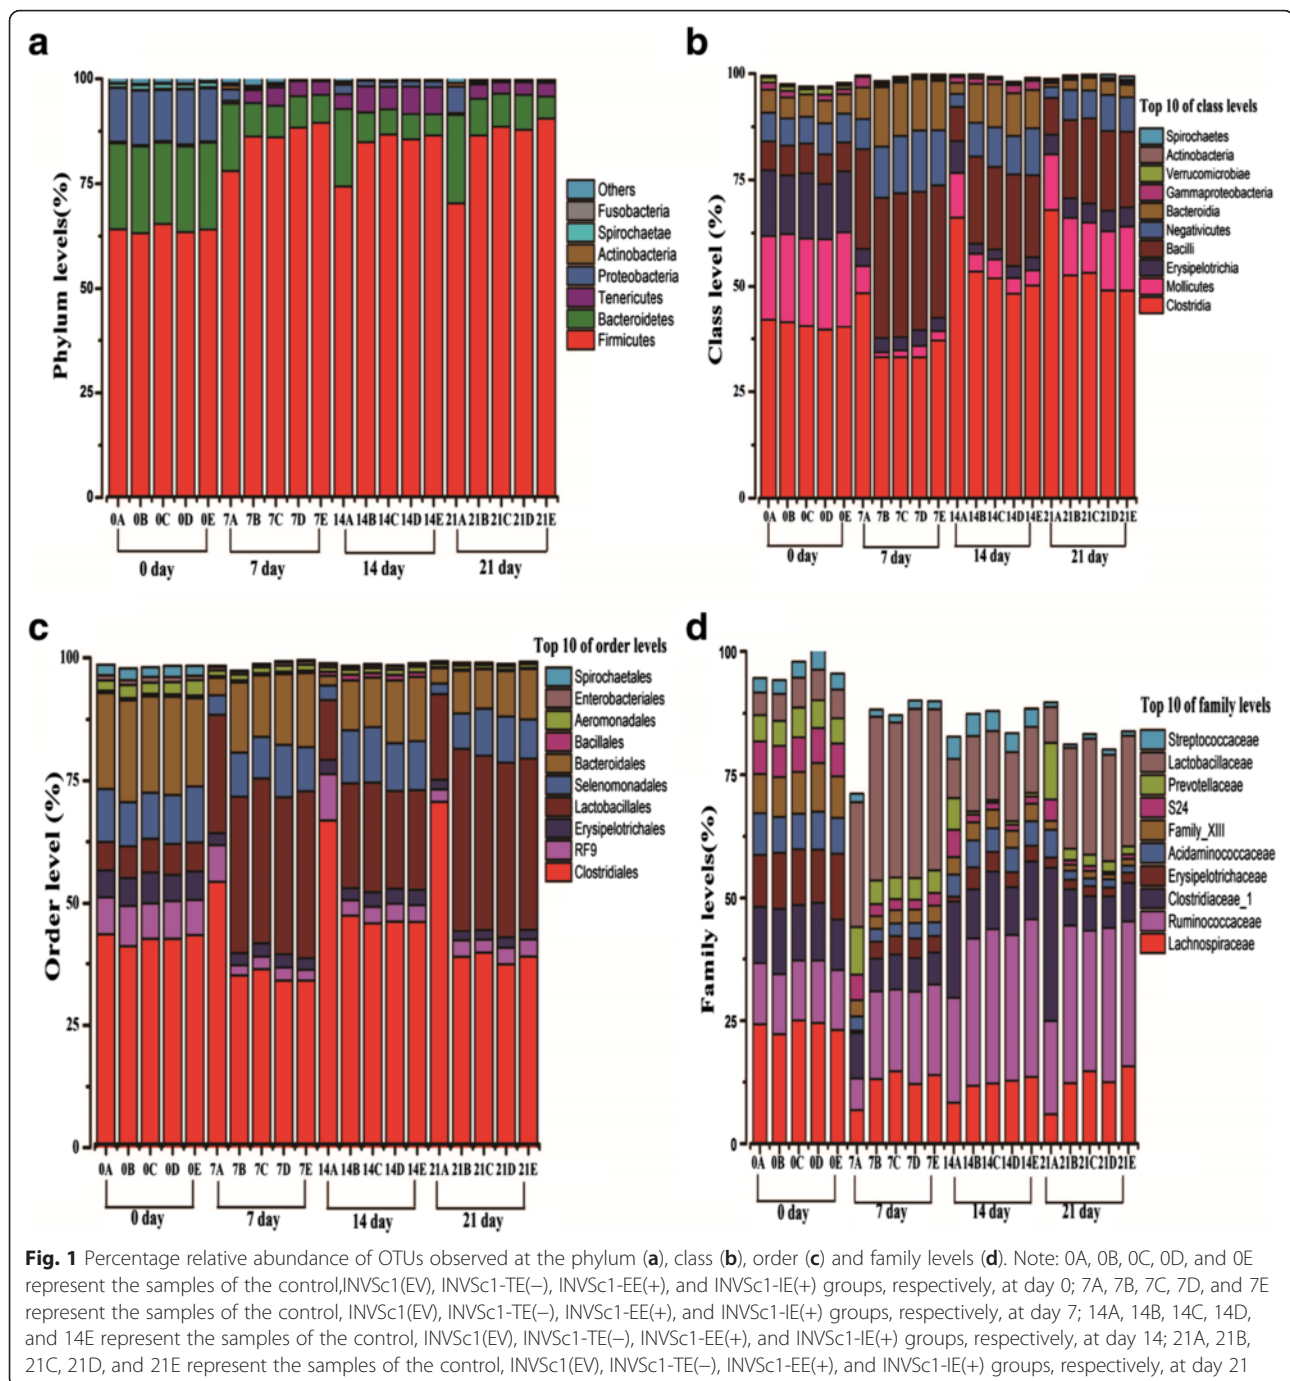 a
Phylum levels(%)
100
75
50
25
0
0A 0B 0C 0D 0E 7A 7B 7C 7D 7E 14A 14B 14C 14D 14E 21A 21B 21C 21D 21E
0 day 7 day 14 day 21 day
Others
Fusobacteria
Spirochaetae
Actinobacteria
Proteobacteria
Tenericutes
Bacteroidetes
Firmicutes
b
Class level (%)
100
75
50
25
0
0A 0B 0C 0D 0E 7A 7B 7C 7D 7E 14A 14B 14C 14D 14E 21A 21B 21C 21D 21E
0 day 7 day 14 day 21 day
Top 10 of class levels
Spirochaetes
Actinobacteria
Verrucomicrobiae
Gammaproteobacteria
Bacteroidia
Negativicutes
Bacilli
Erysipelotrichia
Mollicutes
Clostridia
c
Order level (%)
100
75
50
25
0
0A 0B 0C 0D 0E 7A 7B 7C 7D 7E 14A 14B 14C 14D 14E 21A 21B 21C 21D 21E
0 day 7 day 14 day 21 day
Top 10 of order levels
Spirochaetales
Enterobacteriales
Aeromonadales
Bacillales
Bacteroidales
Selenomonadales
Lactobacillales
Erysipelotrichales
RF9
Clostridiales
d
Family levels(%)
100
75
50
25
0
0A 0B 0C 0D 0E 7A 7B 7C 7D 7E 14A 14B 14C 14D 14E 21A 21B 21C 21D 21E
0 day 7 day 14 day 21 day
Top 10 of family levels
Streptococcaceae
Lactobacillaceae
Prevotellaceae
S24
Family_XIII
Acidaminococcaceae
Erysipelotrichaceae
Clostridiaceae_1
Ruminococcaceae
Lachnospiraceae
Fig. 1 Percentage relative abundance of OTUs observed at the phylum (a), class (b), order (c) and family levels (d). Note: 0A, 0B, 0C, 0D, and 0E
represent the samples of the control,INVSc1(EV), INVSc1-TE(−), INVSc1-EE(+), and INVSc1-IE(+) groups, respectively, at day 0; 7A, 7B, 7C, 7D, and 7E
represent the samples of the control, INVSc1(EV), INVSc1-TE(−), INVSc1-EE(+), and INVSc1-IE(+) groups, respectively, at day 7; 14A, 14B, 14C, 14D,
and 14E represent the samples of the control, INVSc1(EV), INVSc1-TE(−), INVSc1-EE(+), and INVSc1-IE(+) groups, respectively, at day 14; 21A, 21B,
21C, 21D, and 21E represent the samples of the control, INVSc1(EV), INVSc1-TE(−), INVSc1-EE(+), and INVSc1-IE(+) groups, respectively, at day 21